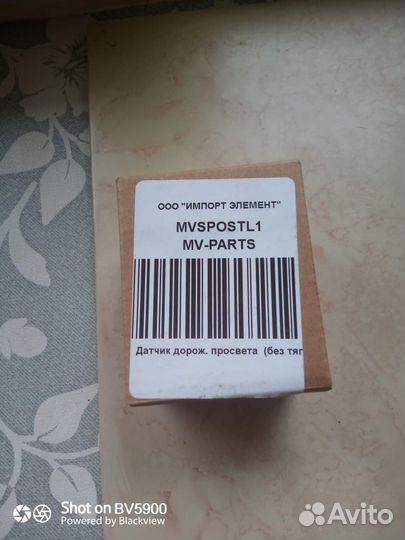 ООО "ИМПОРТ ЭЛЕМЕНТ"
MVSPOSTL1
MV-PARTS
Датчик дорож. просвета (без тяг
Shot on BV5900
Powered by Blackview
Avito